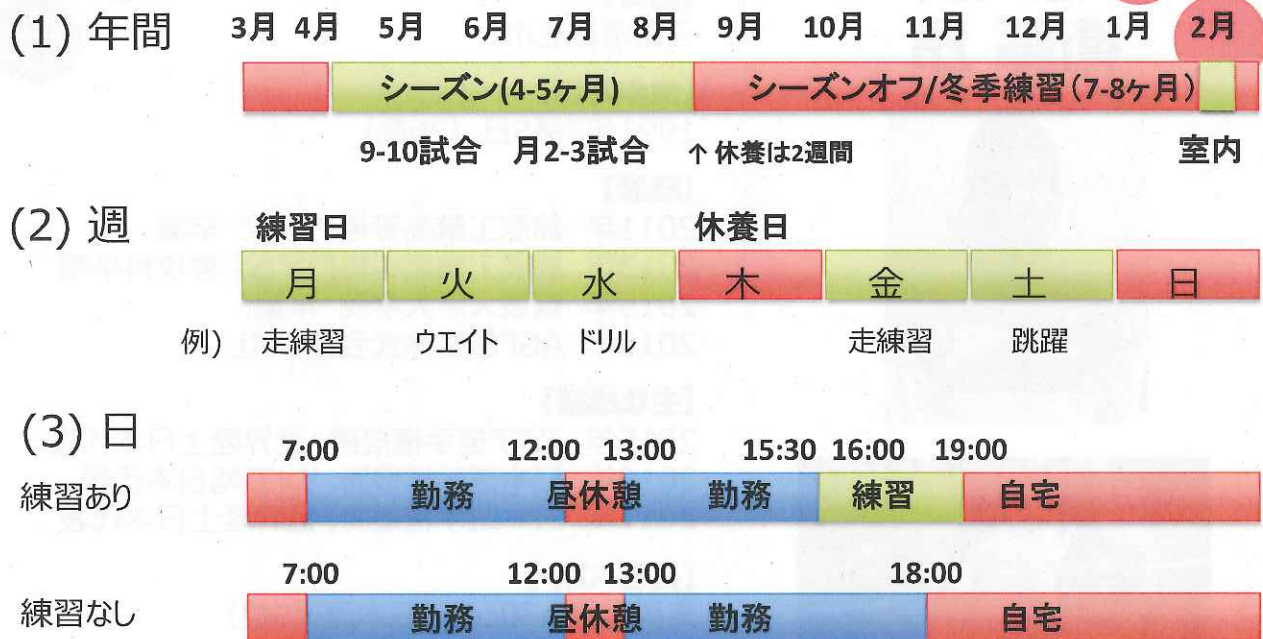 (1) 年間
3月 4月 5月 6月 7月 8月 9月 10月 11月 12月 1月 2月
シーズン(4-5ヶ月) シーズンオフ/冬季練習(7-8ヶ月)
9-10試合 月2-3試合 ↑休養は2週間 室内
(2) 週
練習日 休養日
月 火 水 木 金 土 日
例) 走練習 ウエイト ドリル 走練習 跳躍
(3) 日
7:00 12:00 13:00 15:30 16:00 19:00
練習あり 勤務 昼休憩 勤務 練習 自宅
7:00 12:00 13:00 18:00
練習なし 勤務 昼休憩 勤務 自宅